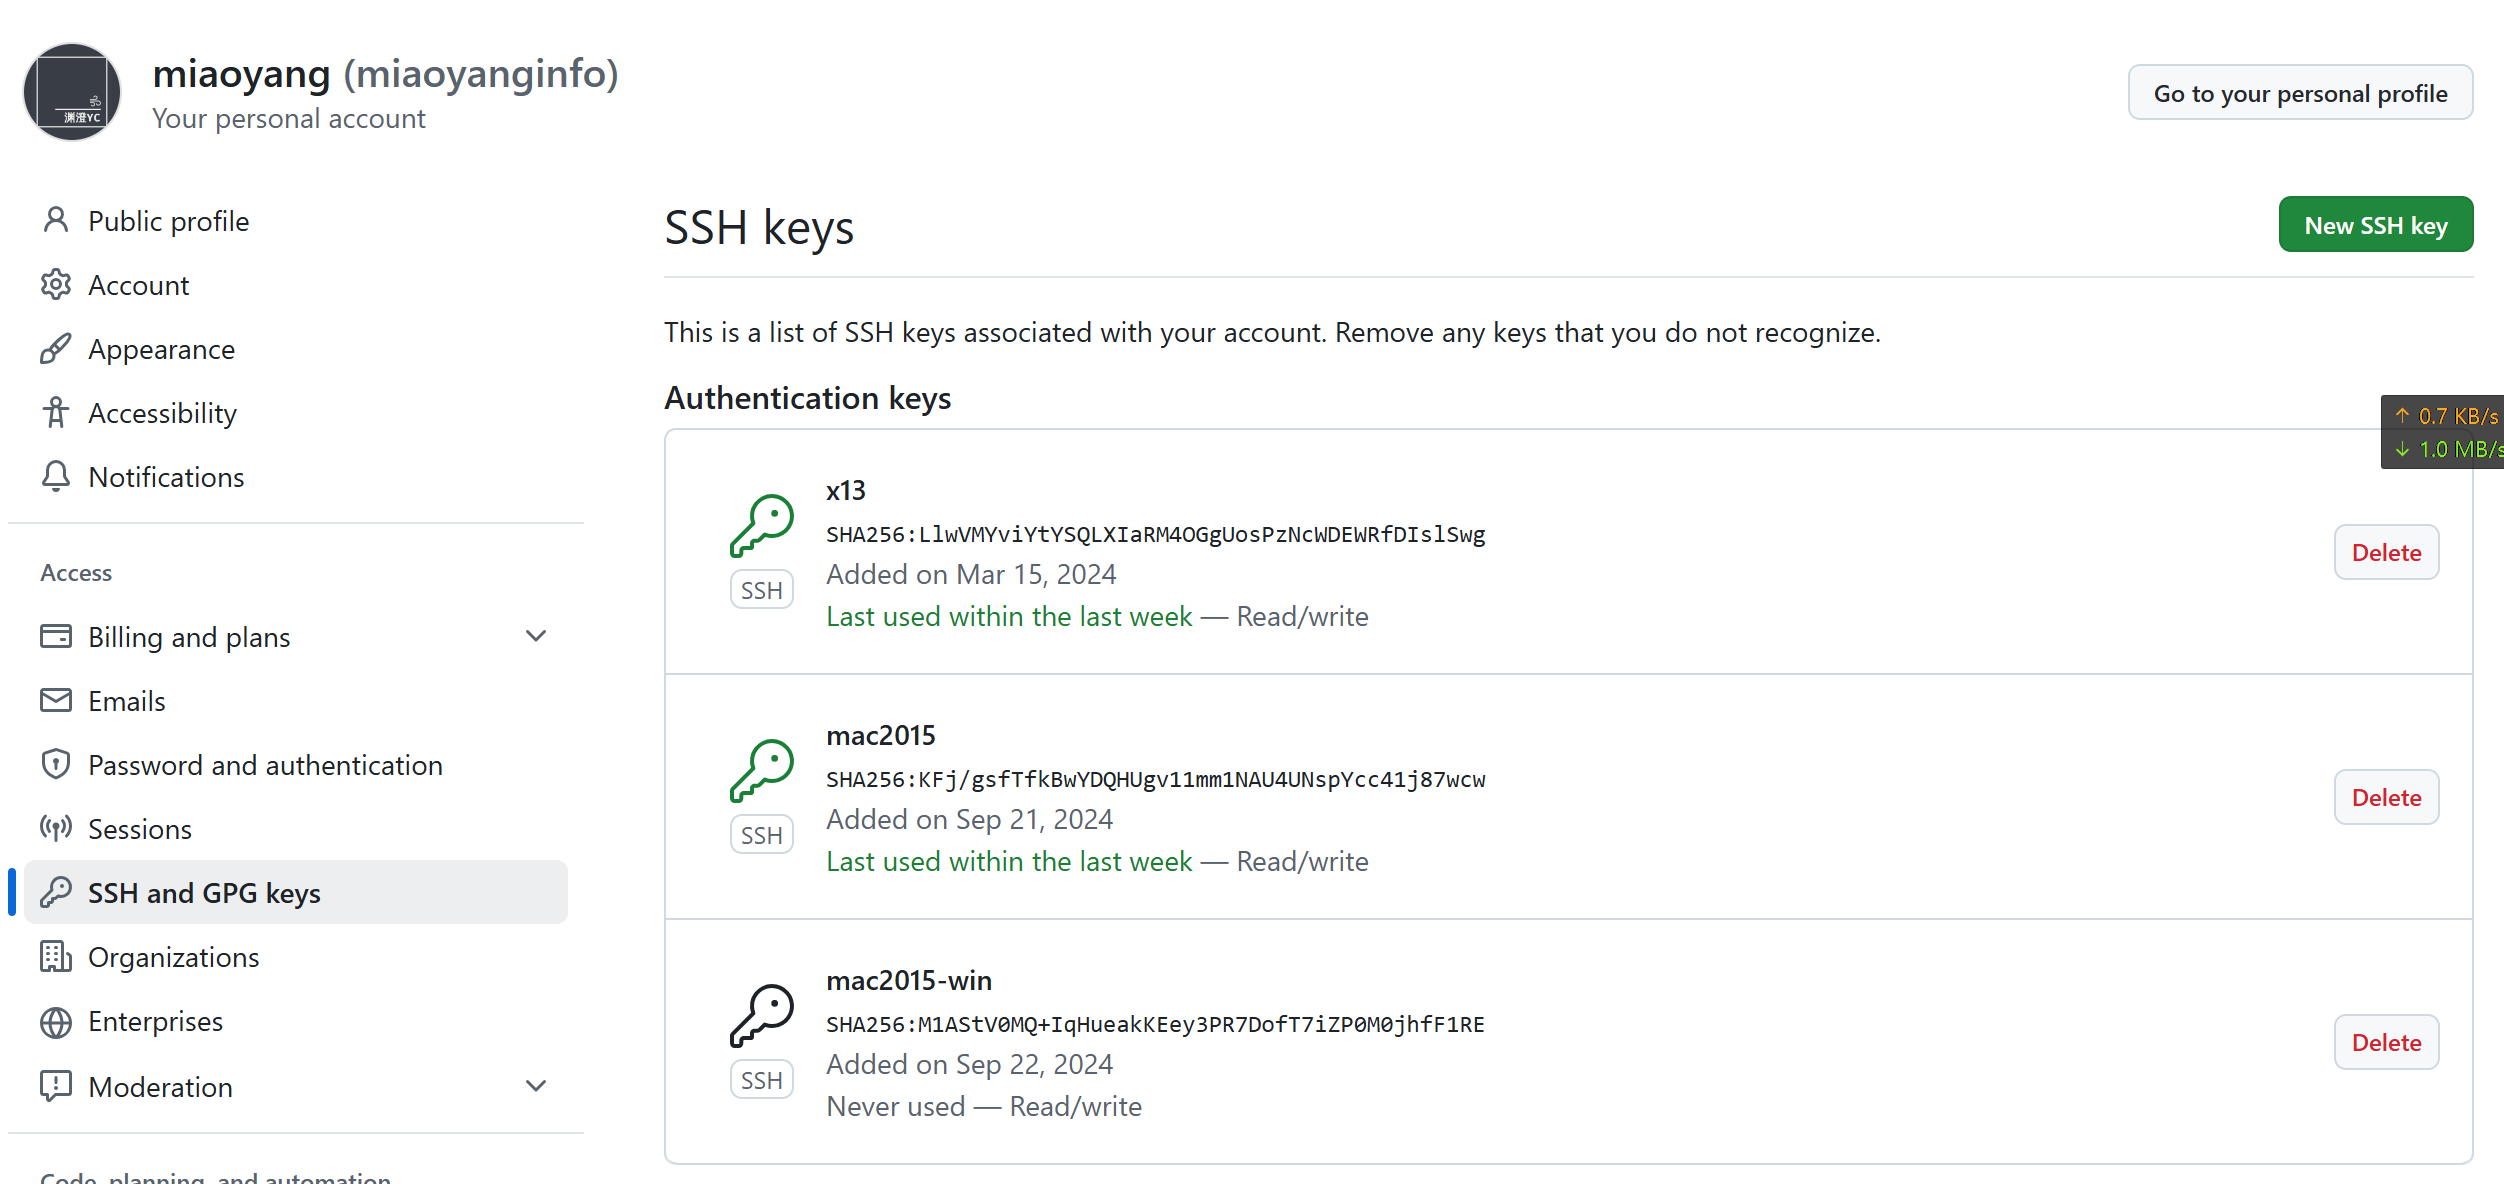 miaoyang (miaoyanginfo)
Your personal account
渊澄YC
Go to your personal profile
Public profile
Account
Appearance
Accessibility
Notifications
Access
Billing and plans
Emails
Password and authentication
Sessions
SSH and GPG keys
Organizations
Enterprises
Moderation
Code, planning, and automation
SSH keys
New SSH key
This is a list of SSH keys associated with your account. Remove any keys that you do not recognize.
Authentication keys
↑ 0.7 KB/s
↓ 1.0 MB/s
x13
SHA256:LlwVMYviYtYSQLXIaRM4OGgUosPzNcWDEWRfDIslSwg
Added on Mar 15, 2024
Last used within the last week — Read/write
SSH
Delete
mac2015
SHA256:KFj/gsfTfkBwYDQHUgv11mm1NAU4UNspYcc41j87wcw
Added on Sep 21, 2024
Last used within the last week — Read/write
SSH
Delete
mac2015-win
SHA256:M1AStV0MQ+IqHueakKEey3PR7DofT7iZP0M0jhfF1RE
Added on Sep 22, 2024
Never used — Read/write
SSH
Delete